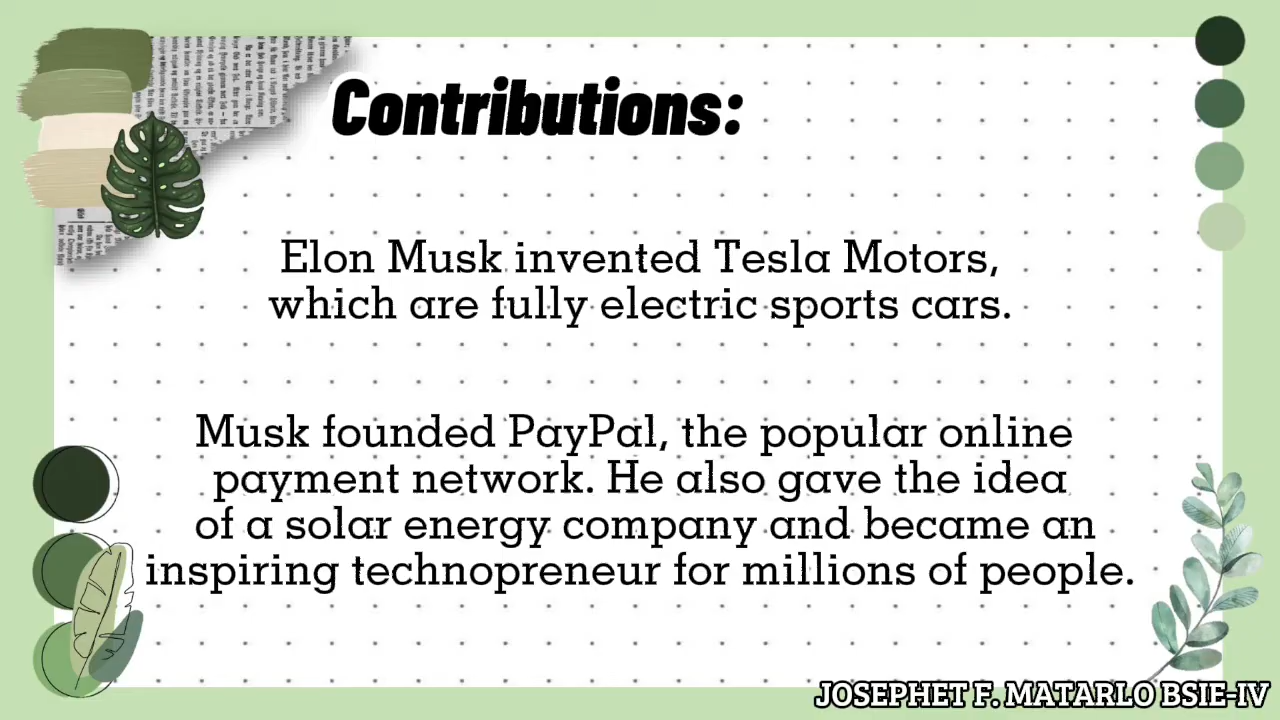 Contributions:
Elon Musk invented Tesla Motors,
which are fully electric sports cars.
Musk founded PayPal, the popular online
payment network. He also gave the idea
of a solar energy company and became an
inspiring technopreneur for millions of people.
JOSEPHET F. MATARLO BSIE-IV